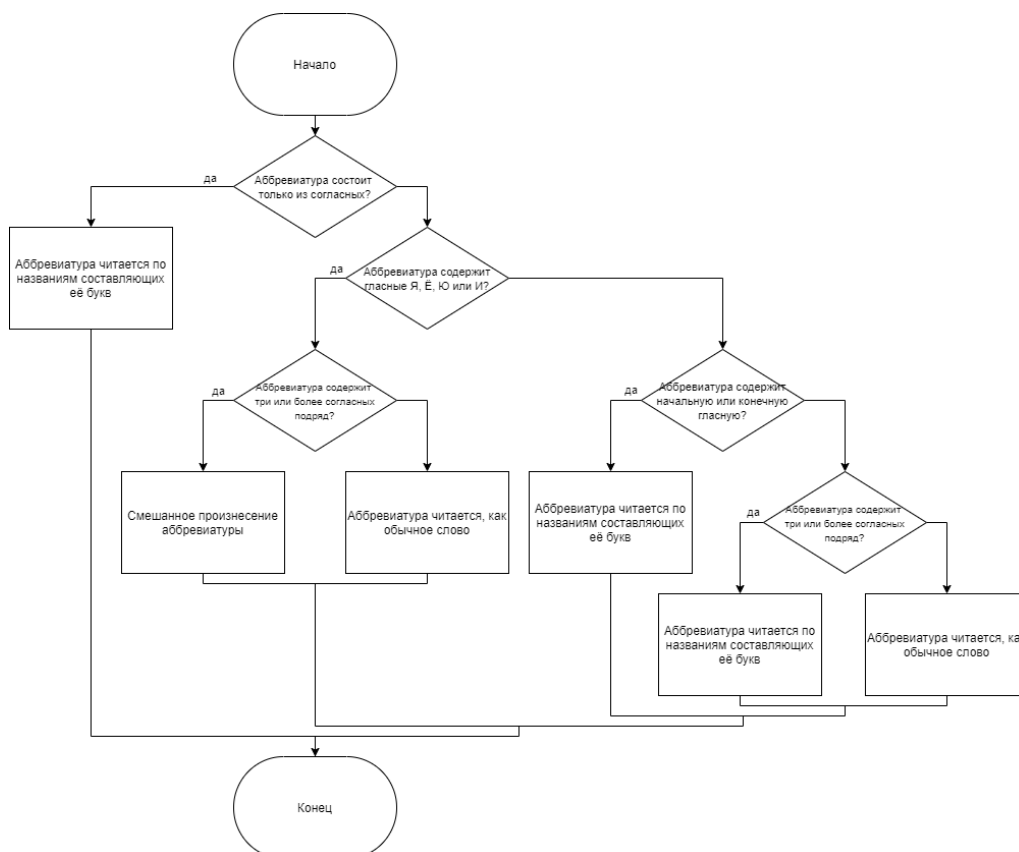 Начало
Аббревиатура состоит
только из согласных?
да
Аббревиатура читается по
названиям составляющих
её букв
Аббревиатура содержит
гласные Я, Ё, Ю или И?
да
Аббревиатура содержит
три или более согласных
подряд?
да
Аббревиатура содержит
начальную или конечную
гласную?
да
Смешанное произнесение
аббревиатуры
Аббревиатура читается, как
обычное слово
Аббревиатура читается по
названиям составляющих
её букв
Аббревиатура содержит
три или более согласных
подряд?
да
Аббревиатура читается по
названиям составляющих
её букв
Аббревиатура читается, ка
обычное слово
Конец